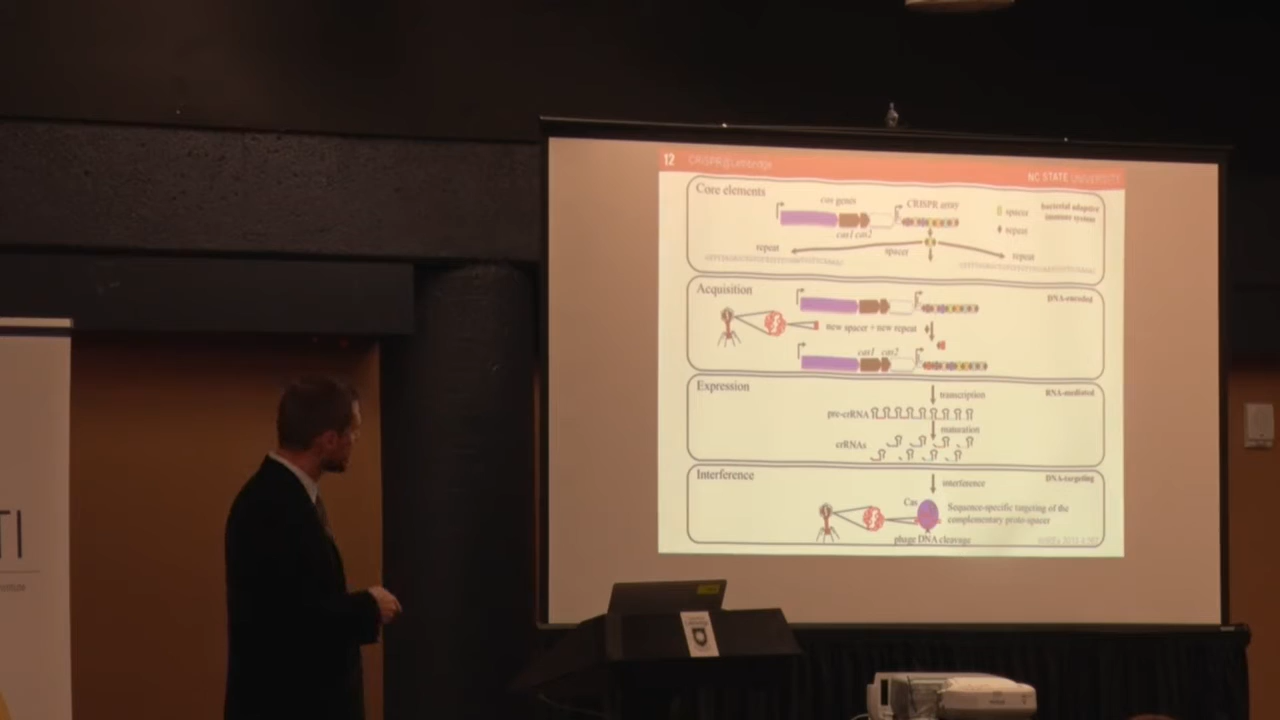 12 CRISPR@Lethbridge
NC STATE UNIVERSITY
Core elements
cas genes
CRISPR array
bacterial adaptive
immune system
spacer
repeat
cas1 cas2
repeat
spacer
repeat
Acquisition
DNA-encoded
new spacer + new repeat
cas1 cas2
Expression
transcription
RNA-mediated
pre-crRNA
maturation
crRNAs
Interference
interference
DNA-targeting
Cas
Sequence-specific targeting of the
complementary proto-spacer
phage DNA cleavage
TI